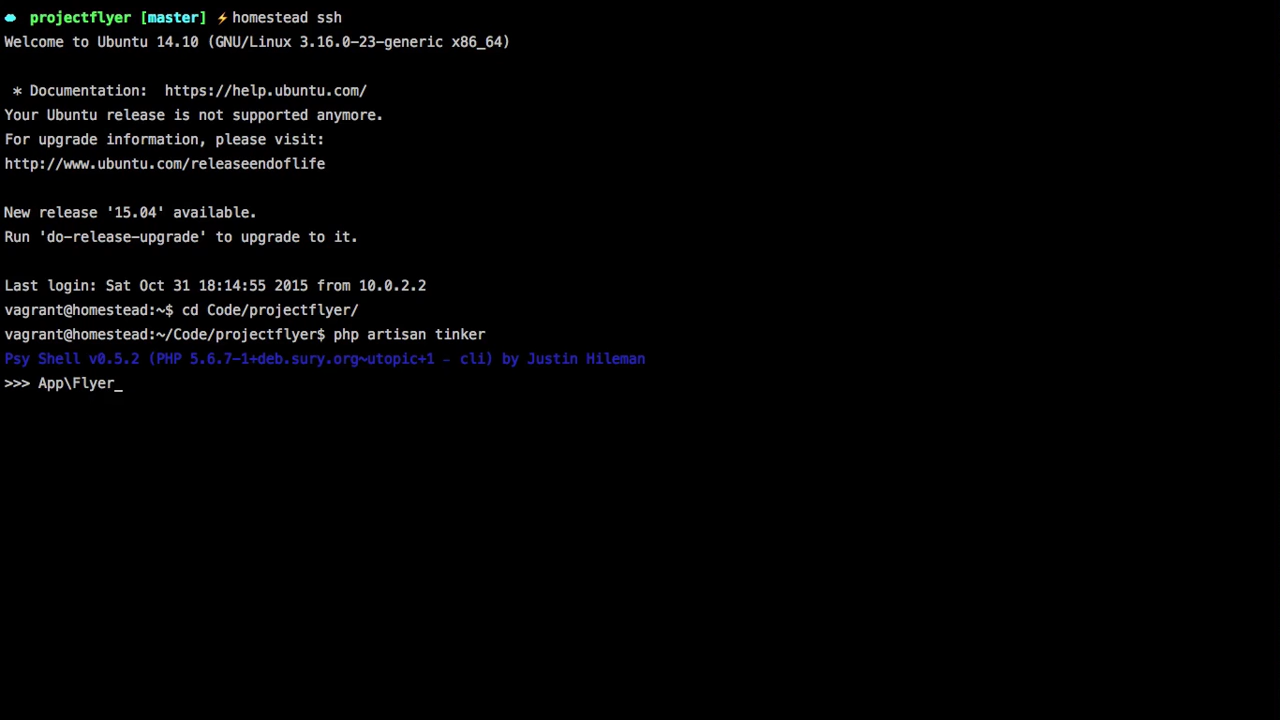 projectflyer [master] ⚡homestead ssh
Welcome to Ubuntu 14.10 (GNU/Linux 3.16.0-23-generic x86_64)
* Documentation:  https://help.ubuntu.com/
Your Ubuntu release is not supported anymore.
For upgrade information, please visit:
http://www.ubuntu.com/releaseendoflife
New release '15.04' available.
Run 'do-release-upgrade' to upgrade to it.
Last login: Sat Oct 31 18:14:55 2015 from 10.0.2.2
vagrant@homestead:~$ cd Code/projectflyer/
vagrant@homestead:~/Code/projectflyer$ php artisan tinker
Psy Shell v0.5.2 (PHP 5.6.7-1+deb.sury.org~utopic+1 — cli) by Justin Hileman
>>> App\Flyer_